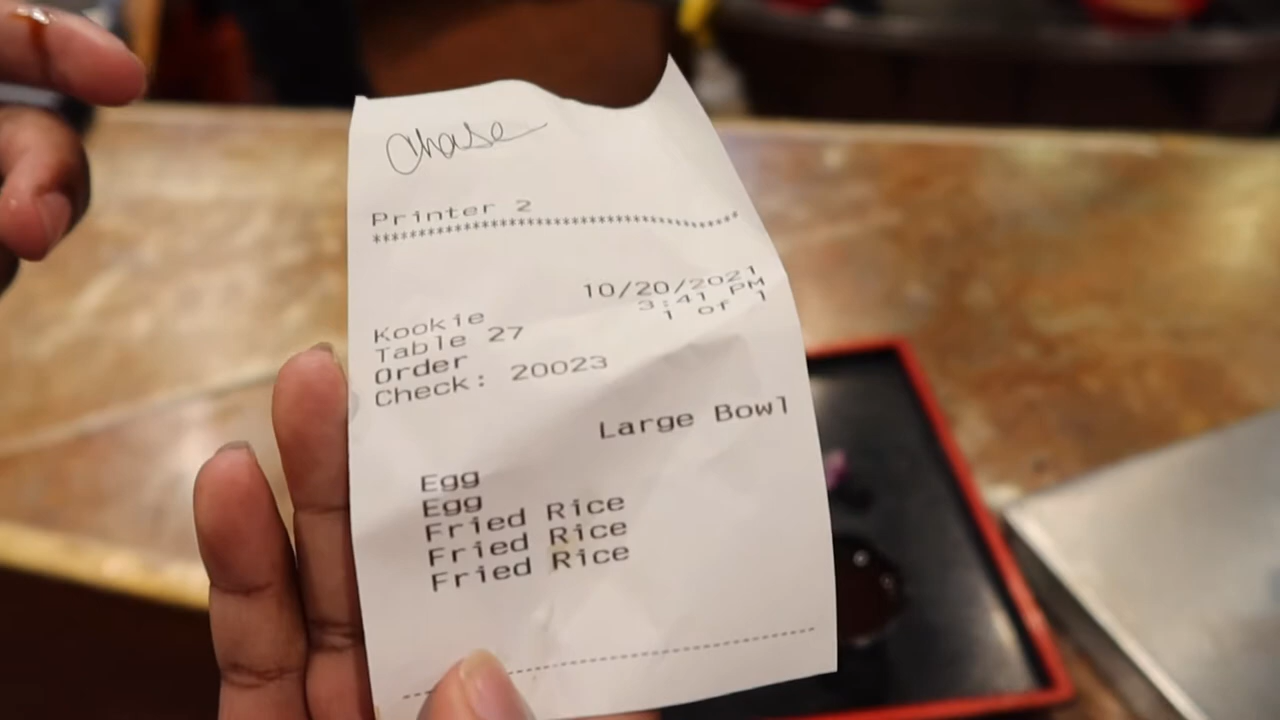 Chase
Printer 2
*****************************************
10/20/2021
3:41 PM
Kookie 1 of 1
Table 27
Order
Check: 20023
Large Bowl
Egg
Egg
Fried Rice
Fried Rice
Fried Rice